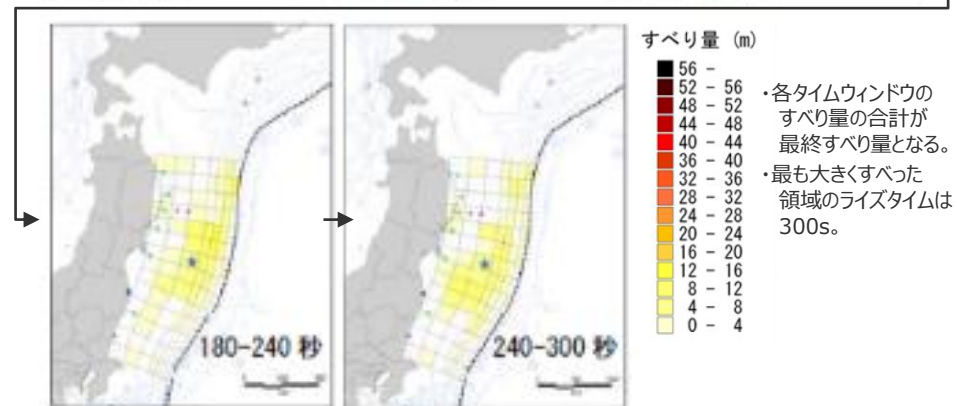 すべり量 (m)
56 -
52 - 56
48 - 52
44 - 48
40 - 44
36 - 40
32 - 36
28 - 32
24 - 28
20 - 24
16 - 20
12 - 16
8 - 12
4 - 8
0 - 4
・各タイムウィンドウの
すべり量の合計が
最終すべり量となる。
・最も大きくすべった
領域のライズタイムは
300s。
180-240 秒
240-300 秒